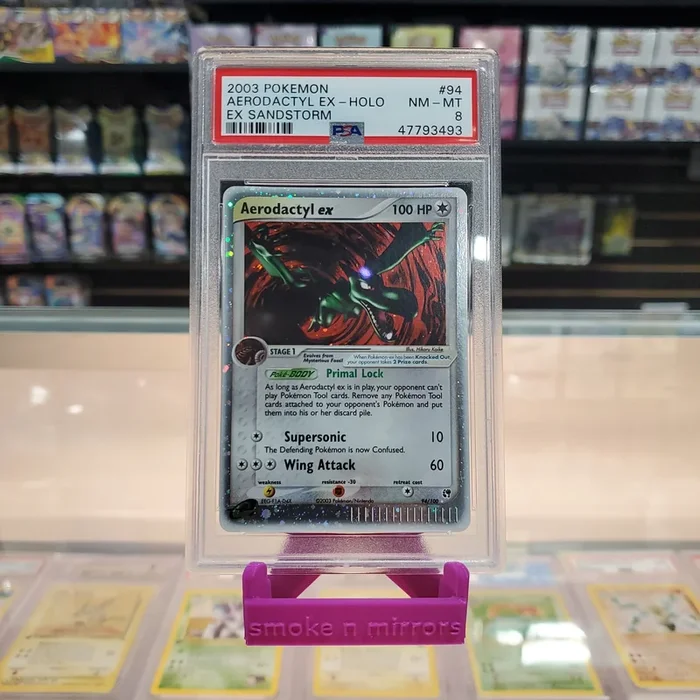 2003 POKEMON #94
AERODACTYL EX - HOLO NM - MT
EX SANDSTORM 8
PSA 47793493
Aerodactyl ex 100 HP
Illus. Hikaru Koike
STAGE 1
Evolves from
Mysterious Fossil
When Pokémon-ex has been Knocked Out,
your opponent takes 2 Prize cards.
Poké-BODY Primal Lock
As long as Aerodactyl ex is in play, your opponent can't
play Pokémon Tool cards. Remove any Pokémon Tool
cards attached to your opponent's Pokémon and put
them into his or her discard pile.
Supersonic 10
The Defending Pokémon is now Confused.
Wing Attack 60
weakness resistance -30 retreat cost
©2003 Pokémon/Nintendo 94/100
smoke n mirrors